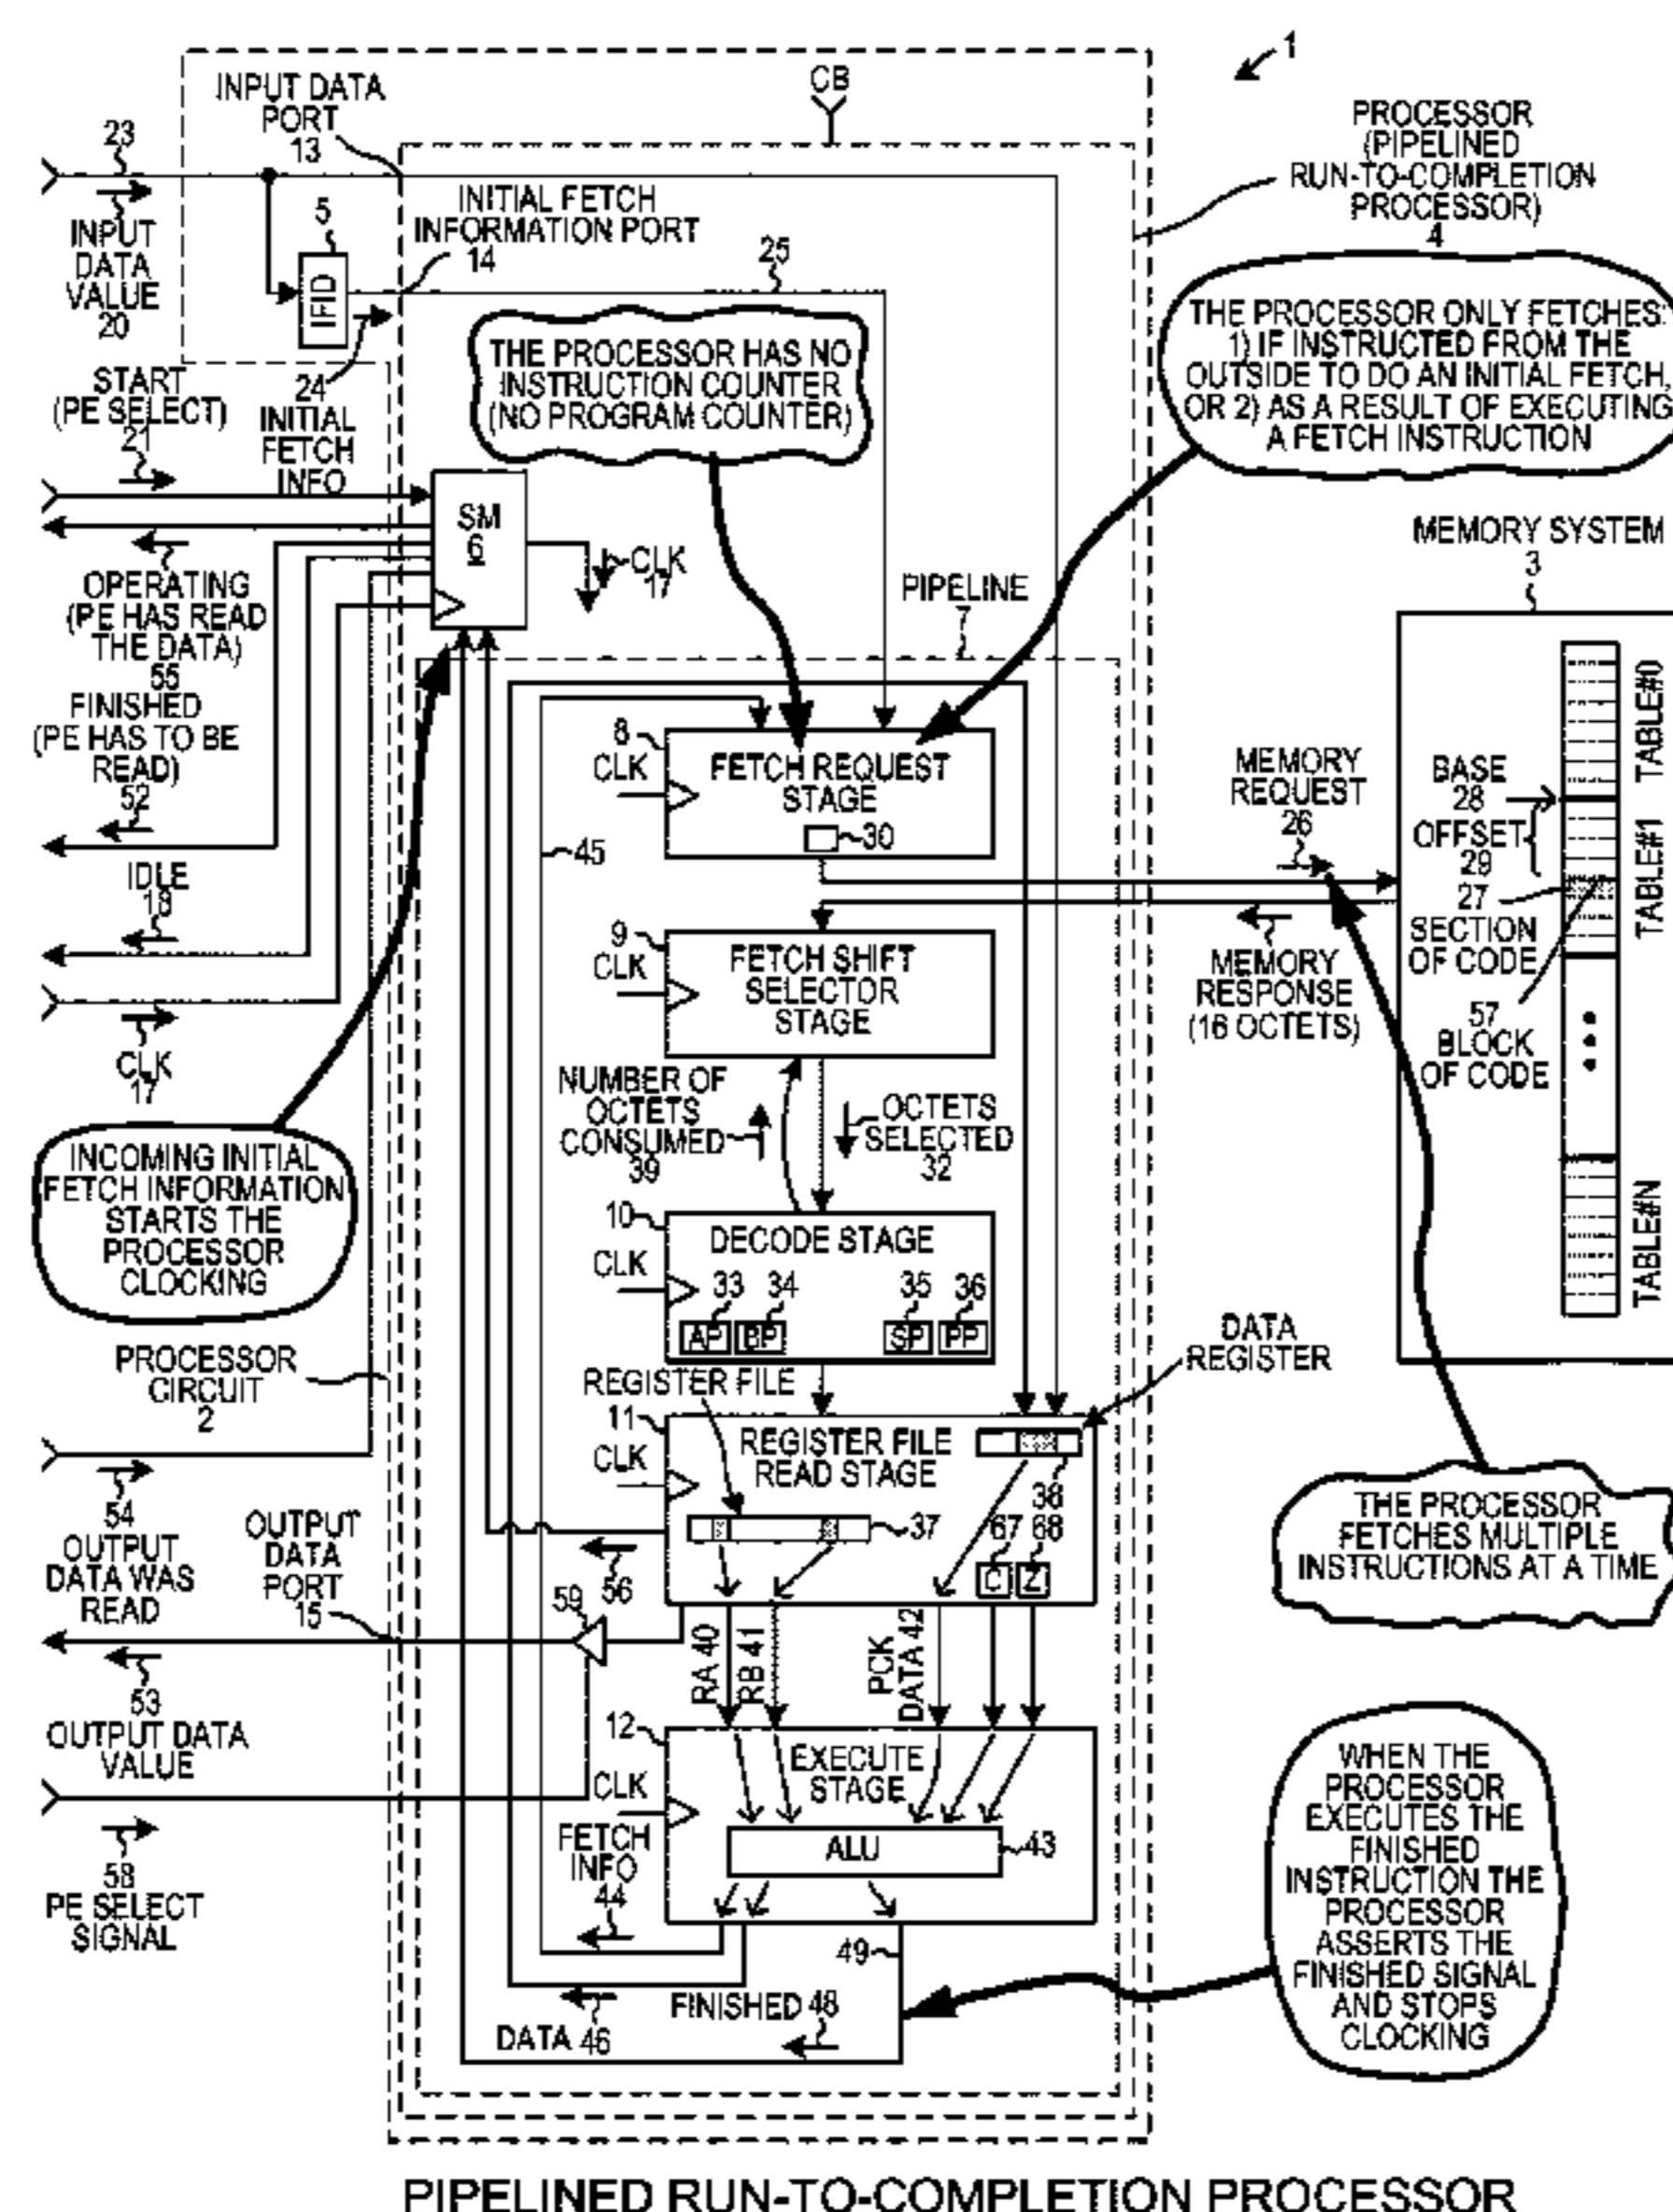 1
CB
INPUT DATA
PORT
13
23
INPUT
DATA
VALUE
20
5
IFID
INITIAL FETCH
INFORMATION PORT
14
25
24
INITIAL
FETCH
INFO
PROCESSOR
(PIPELINED
RUN-TO-COMPLETION
PROCESSOR)
4
THE PROCESSOR HAS NO
INSTRUCTION COUNTER
(NO PROGRAM COUNTER)
THE PROCESSOR ONLY FETCHES:
1) IF INSTRUCTED FROM THE
OUTSIDE TO DO AN INITIAL FETCH,
OR 2) AS A RESULT OF EXECUTING
A FETCH INSTRUCTION
START
(PE SELECT)
21
SM
6
CLK
17
OPERATING
(PE HAS READ
THE DATA)
55
FINISHED
(PE HAS TO BE
READ)
52
IDLE
18
CLK
17
PIPELINE
7
MEMORY SYSTEM
3
8
CLK
FETCH REQUEST
STAGE
30
45
MEMORY
REQUEST
26
BASE
28
OFFSET
29
27
SECTION
OF CODE
57
BLOCK
OF CODE
TABLE#0
TABLE#1
TABLE#N
9
CLK
FETCH SHIFT
SELECTOR
STAGE
MEMORY
RESPONSE
(16 OCTETS)
NUMBER OF
OCTETS
CONSUMED
39
OCTETS
SELECTED
32
INCOMING INITIAL
FETCH INFORMATION
STARTS THE
PROCESSOR
CLOCKING
10
CLK
DECODE STAGE
33 34 35 36
AP BP SP PP
PROCESSOR
CIRCUIT
2
REGISTER FILE
DATA
REGISTER
11
CLK
REGISTER FILE
READ STAGE
38
37
67 68
C Z
THE PROCESSOR
FETCHES MULTIPLE
INSTRUCTIONS AT A TIME
54
OUTPUT
DATA WAS
READ
OUTPUT
DATA
PORT
15
59
56
53
OUTPUT DATA
VALUE
RA 40
RB 41
PCK
DATA 42
12
CLK
EXECUTE
STAGE
ALU
43
58
PE SELECT
SIGNAL
FETCH
INFO
44
49
DATA 46
FINISHED 48
WHEN THE
PROCESSOR
EXECUTES THE
FINISHED
INSTRUCTION THE
PROCESSOR
ASSERTS THE
FINISHED SIGNAL
AND STOPS
CLOCKING
PIPELINED RUN-TO-COMPLETION PROCESSOR